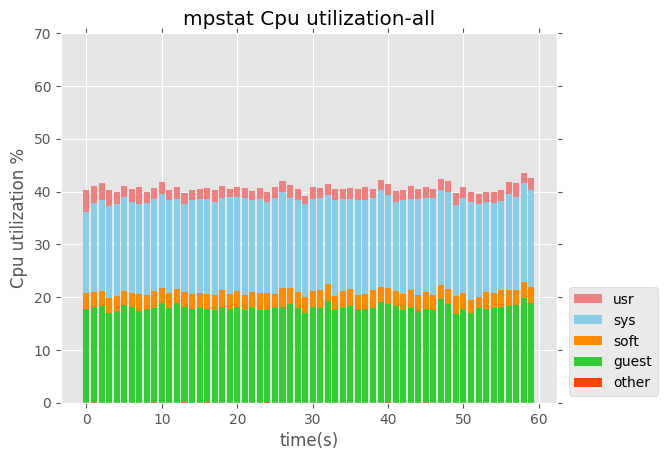 mpstat Cpu utilization-all
70
60
50
40
30
20
10
0
Cpu utilization %
0 10 20 30 40 50 60
time(s)
usr
sys
soft
guest
other